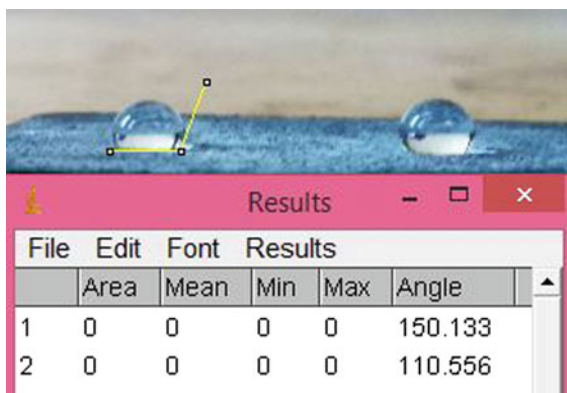 Results
File Edit Font Results
Area Mean Min Max Angle
1 0 0 0 0 150.133
2 0 0 0 0 110.556